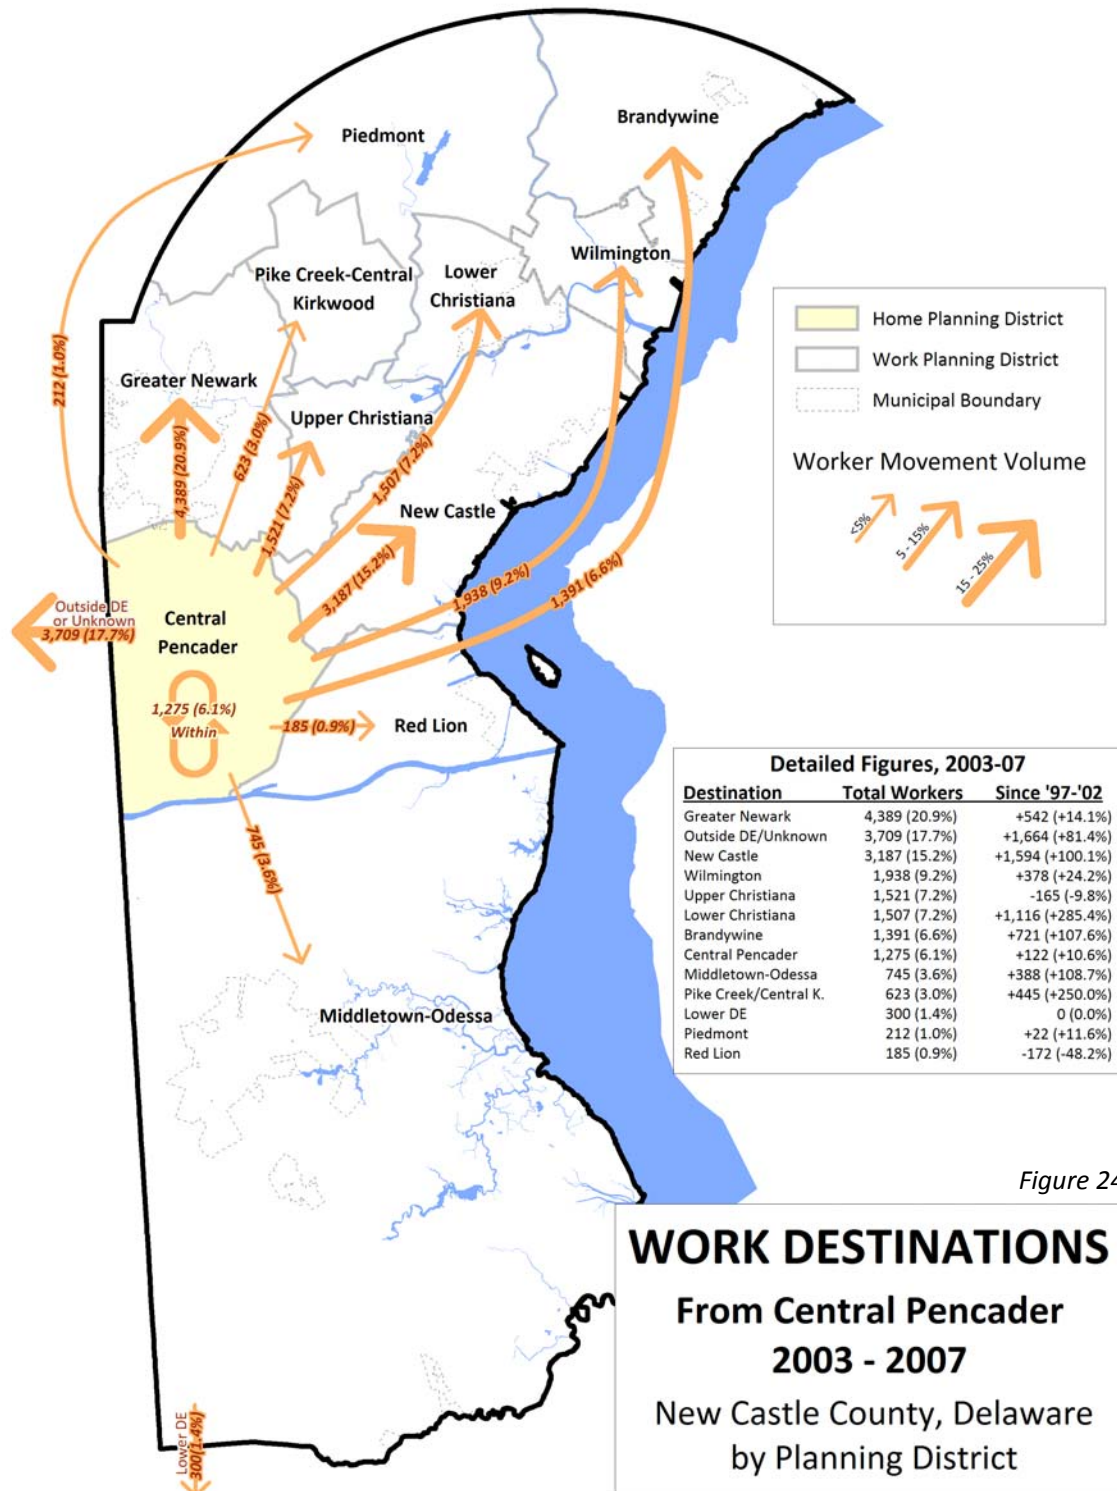 Brandywine
Piedmont
Wilmington
Pike Creek-Central
Kirkwood
Lower
Christiana
Greater Newark
Upper Christiana
New Castle
Central
Pencader
Red Lion
Middletown-Odessa
212 (1.0%)
4,389 (20.9%)
623 (3.0%)
1,521 (7.2%)
1,507 (7.2%)
3,187 (15.2%)
1,938 (9.2%)
1,391 (6.6%)
Outside DE
or Unknown
3,709 (17.7%)
1,275 (6.1%)
Within
185 (0.9%)
745 (3.6%)
Lower DE
300(1.4%)
Home Planning District
Work Planning District
Municipal Boundary
Worker Movement Volume
<5%
5 - 15%
15 - 25%
Detailed Figures, 2003-07
Destination Total Workers Since '97-'02
Greater Newark 4,389 (20.9%) +542 (+14.1%)
Outside DE/Unknown 3,709 (17.7%) +1,664 (+81.4%)
New Castle 3,187 (15.2%) +1,594 (+100.1%)
Wilmington 1,938 (9.2%) +378 (+24.2%)
Upper Christiana 1,521 (7.2%) -165 (-9.8%)
Lower Christiana 1,507 (7.2%) +1,116 (+285.4%)
Brandywine 1,391 (6.6%) +721 (+107.6%)
Central Pencader 1,275 (6.1%) +122 (+10.6%)
Middletown-Odessa 745 (3.6%) +388 (+108.7%)
Pike Creek/Central K. 623 (3.0%) +445 (+250.0%)
Lower DE 300 (1.4%) 0 (0.0%)
Piedmont 212 (1.0%) +22 (+11.6%)
Red Lion 185 (0.9%) -172 (-48.2%)
Figure 24
WORK DESTINATIONS
From Central Pencader
2003 - 2007
New Castle County, Delaware
by Planning District